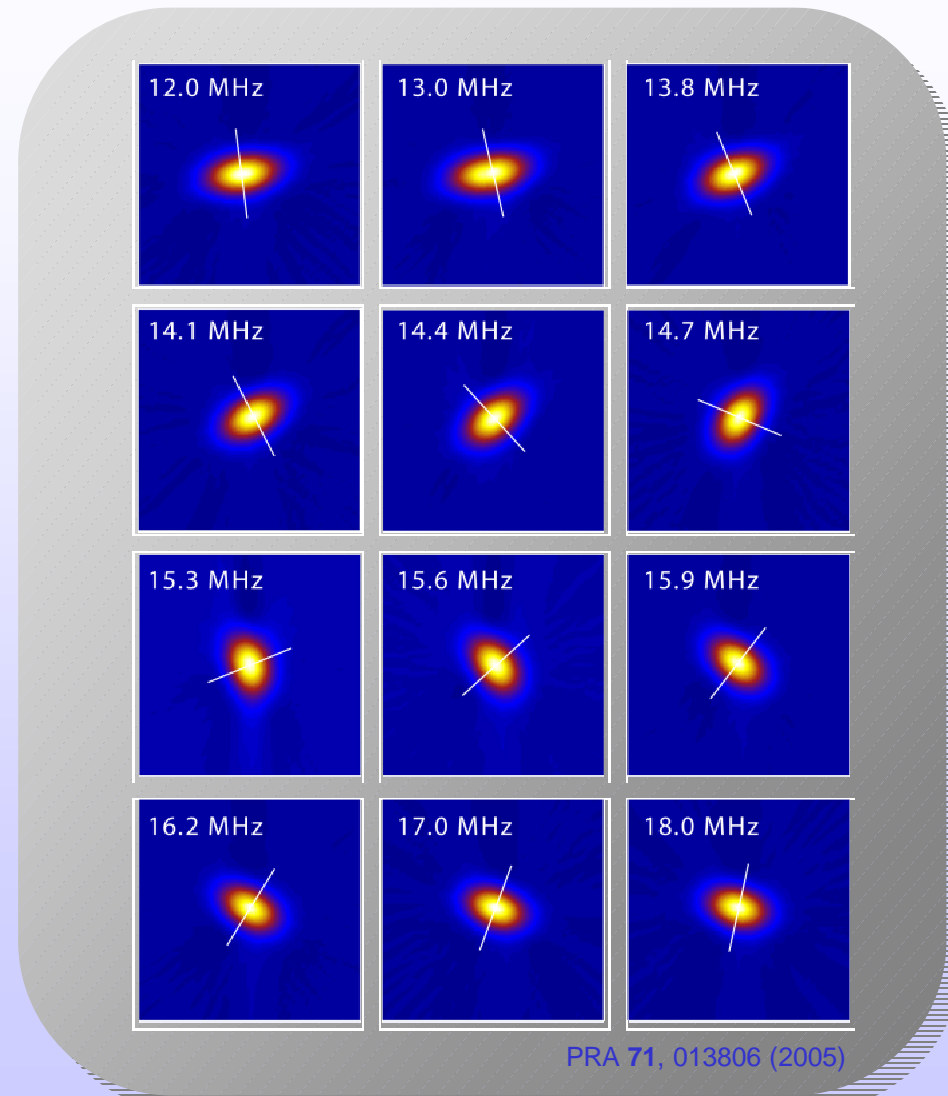 12.0 MHz
13.0 MHz
13.8 MHz
14.1 MHz
14.4 MHz
14.7 MHz
15.3 MHz
15.6 MHz
15.9 MHz
16.2 MHz
17.0 MHz
18.0 MHz
PRA 71, 013806 (2005)